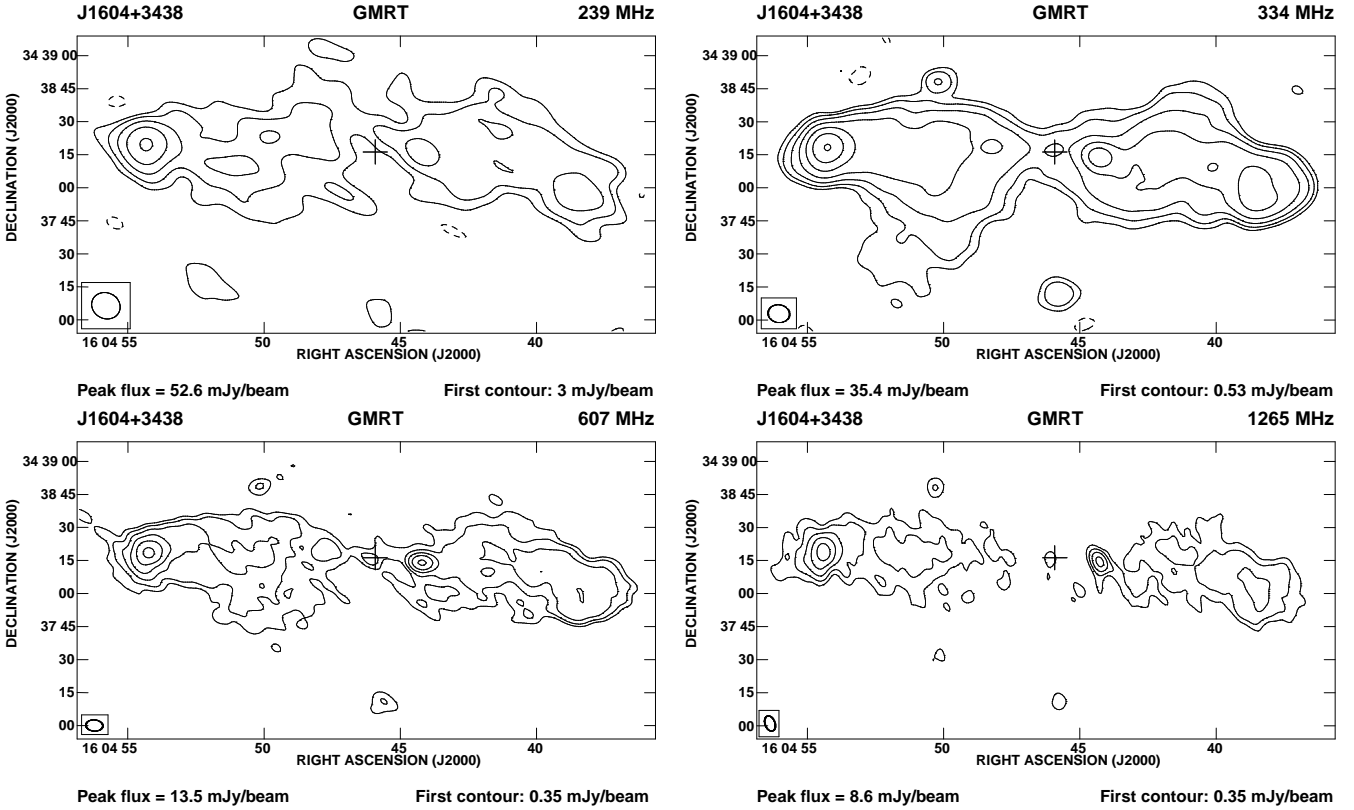 J1604+3438 GMRT 239 MHz
DECLINATION (J2000)
34 39 00
38 45
30
15
00
37 45
30
15
00
16 04 55 50 45 40
RIGHT ASCENSION (J2000)
Peak flux = 52.6 mJy/beam First contour: 3 mJy/beam
J1604+3438 GMRT 334 MHz
DECLINATION (J2000)
34 39 00
38 45
30
15
00
37 45
30
15
00
16 04 55 50 45 40
RIGHT ASCENSION (J2000)
Peak flux = 35.4 mJy/beam First contour: 0.53 mJy/beam
J1604+3438 GMRT 607 MHz
DECLINATION (J2000)
34 39 00
38 45
30
15
00
37 45
30
15
00
16 04 55 50 45 40
RIGHT ASCENSION (J2000)
Peak flux = 13.5 mJy/beam First contour: 0.35 mJy/beam
J1604+3438 GMRT 1265 MHz
DECLINATION (J2000)
34 39 00
38 45
30
15
00
37 45
30
15
00
16 04 55 50 45 40
RIGHT ASCENSION (J2000)
Peak flux = 8.6 mJy/beam First contour: 0.35 mJy/beam